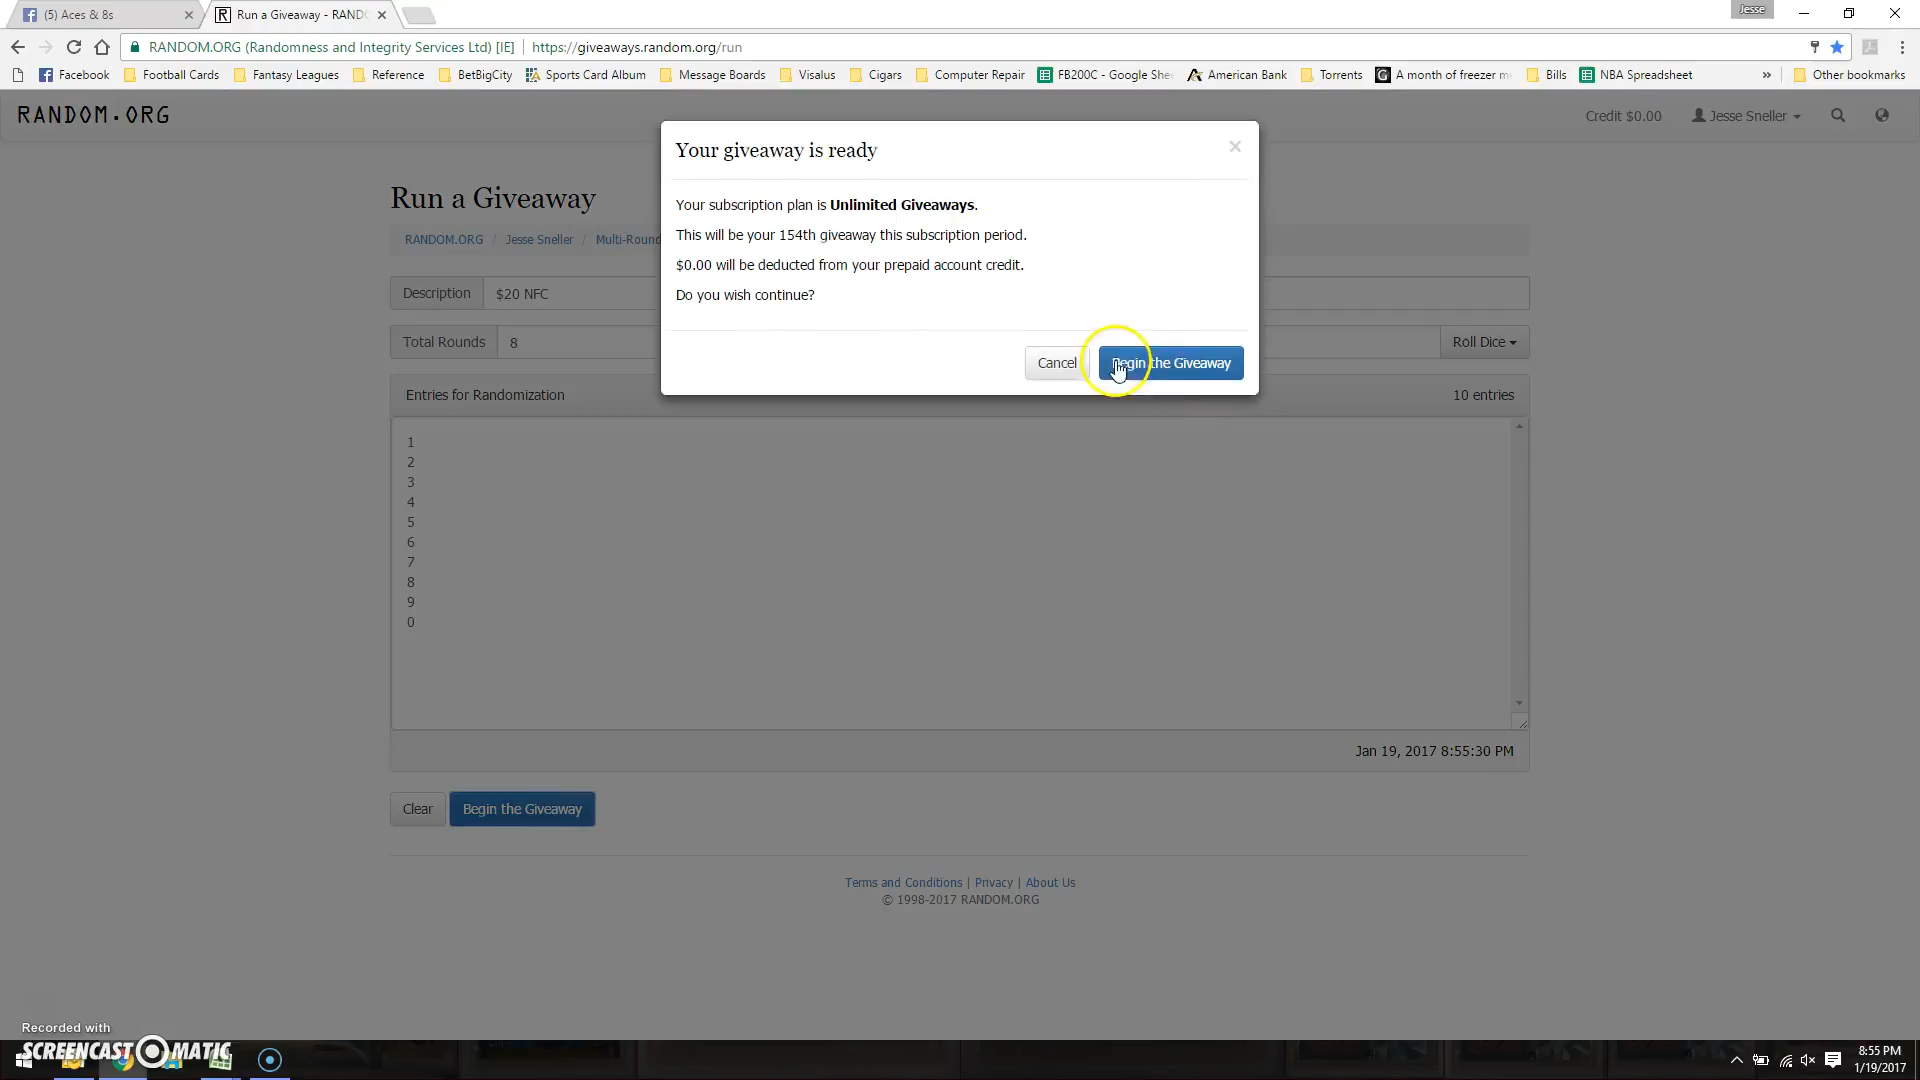 (5) Aces & 8s
Run a Giveaway - RAND
Jesse
RANDOM.ORG (Randomness and Integrity Services Ltd) [IE]
https://giveaways.random.org/run
Facebook
Football Cards
Fantasy Leagues
Reference
BetBigCity
Sports Card Album
Message Boards
Visalus
Cigars
Computer Repair
FB200C - Google She
American Bank
Torrents
A month of freezer m
Bills
NBA Spreadsheet
»
Other bookmarks
RANDOM.ORG
Credit $0.00
Jesse Sneller
Your giveaway is ready
×
Your subscription plan is Unlimited Giveaways.
This will be your 154th giveaway this subscription period.
$0.00 will be deducted from your prepaid account credit.
Do you wish continue?
Cancel
Begin the Giveaway
Run a Giveaway
RANDOM.ORG / Jesse Sneller / Multi-Round
Description
$20 NFC
Total Rounds
8
Roll Dice
Entries for Randomization
10 entries
1
2
3
4
5
6
7
8
9
0
Jan 19, 2017 8:55:30 PM
Clear
Begin the Giveaway
Terms and Conditions | Privacy | About Us
© 1998-2017 RANDOM.ORG
Recorded with
SCREENCAST MATIC
8:55 PM
1/19/2017